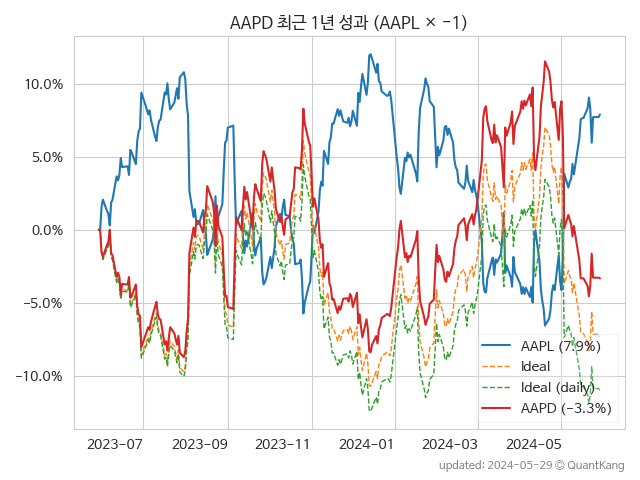 AAPD 최근 1년 성과 (AAPL × −1)
10.0%
5.0%
0.0%
−5.0%
−10.0%
AAPL (7.9%)
Ideal
Ideal (daily)
AAPD (−3.3%)
2023−07
2023−09
2023−11
2024−01
2024−03
2024−05
updated: 2024-05-29 ⓒ QuantKang